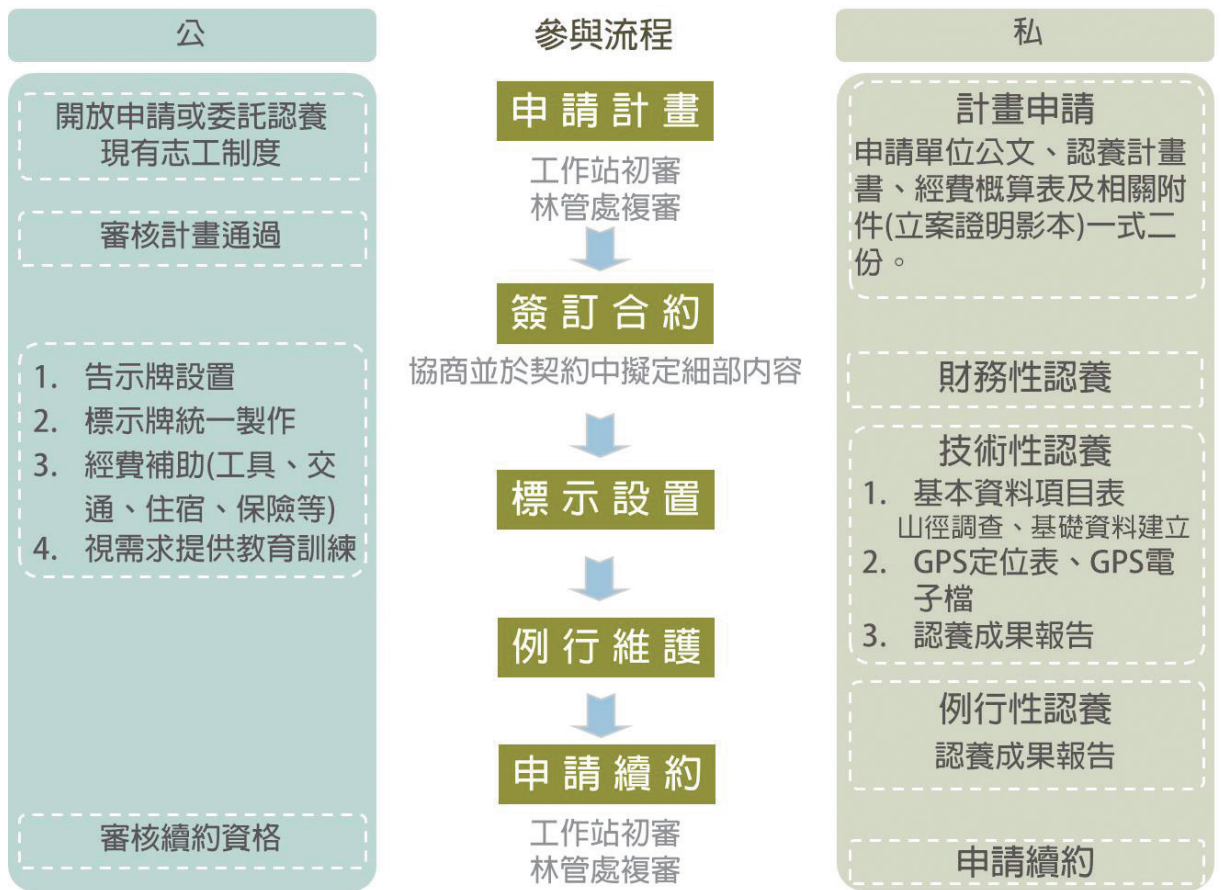 公
開放申請或委託認養
現有志工制度
審核計畫通過
1. 告示牌設置
2. 標示牌統一製作
3. 經費補助(工具、交
通、住宿、保險等)
4. 視需求提供教育訓練
審核續約資格
參與流程
申請計畫
工作站初審
林管處複審
簽訂合約
協商並於契約中擬定細部內容
標示設置
例行維護
申請續約
工作站初審
林管處複審
私
計畫申請
申請單位公文、認養計畫
書、經費概算表及相關附
件(立案證明影本)一式二
份。
財務性認養
技術性認養
1. 基本資料項目表
山徑調查、基礎資料建立
2. GPS定位表、GPS電
子檔
3. 認養成果報告
例行性認養
認養成果報告
申請續約